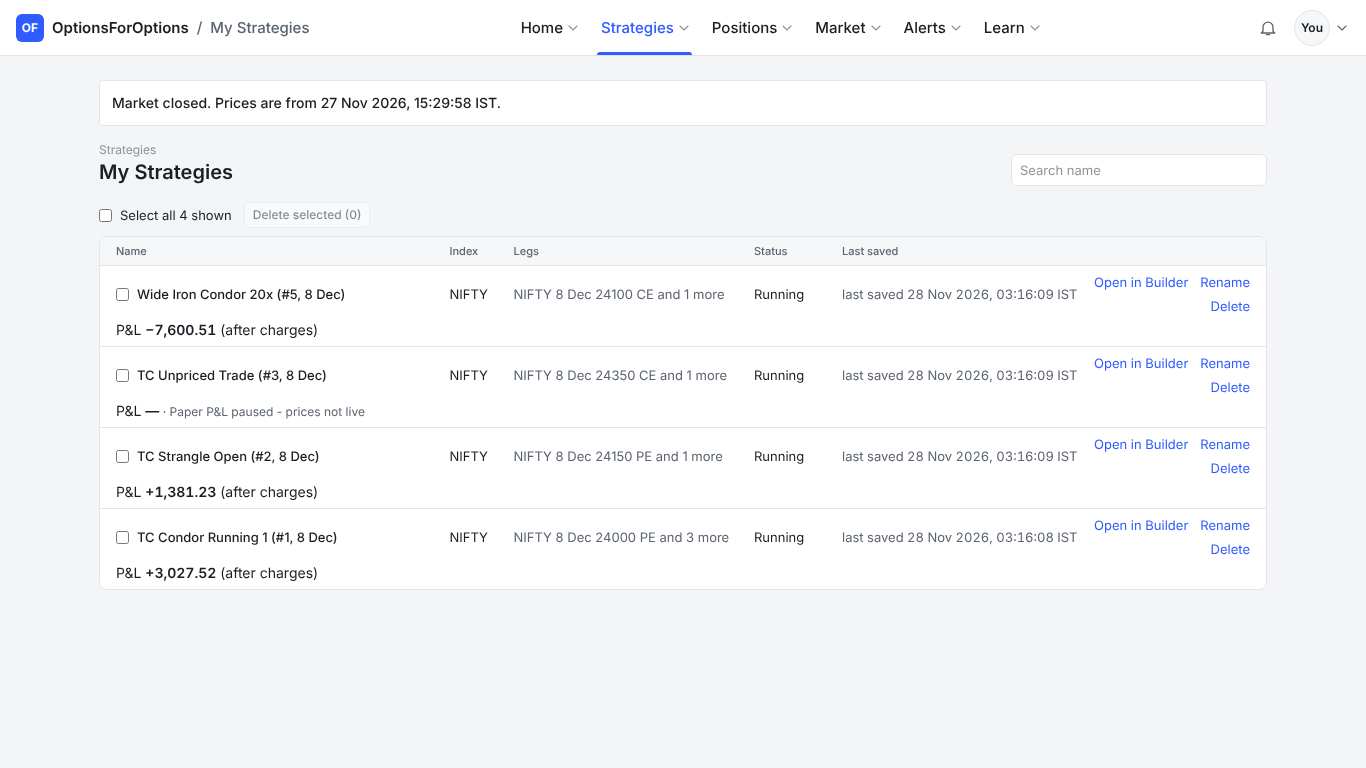 OF OptionsForOptions / My Strategies Home Strategies Positions Market Alerts Learn You
Market closed. Prices are from 27 Nov 2026, 15:29:58 IST.
Strategies
My Strategies
Search name
Select all 4 shown Delete selected (0)
Name Index Legs Status Last saved
Wide Iron Condor 20x (#5, 8 Dec) NIFTY NIFTY 8 Dec 24100 CE and 1 more Running last saved 28 Nov 2026, 03:16:09 IST Open in Builder Rename
Delete
P&L −7,600.51 (after charges)
TC Unpriced Trade (#3, 8 Dec) NIFTY NIFTY 8 Dec 24350 CE and 1 more Running last saved 28 Nov 2026, 03:16:09 IST Open in Builder Rename
Delete
P&L — · Paper P&L paused - prices not live
TC Strangle Open (#2, 8 Dec) NIFTY NIFTY 8 Dec 24150 PE and 1 more Running last saved 28 Nov 2026, 03:16:09 IST Open in Builder Rename
Delete
P&L +1,381.23 (after charges)
TC Condor Running 1 (#1, 8 Dec) NIFTY NIFTY 8 Dec 24000 PE and 3 more Running last saved 28 Nov 2026, 03:16:08 IST Open in Builder Rename
Delete
P&L +3,027.52 (after charges)